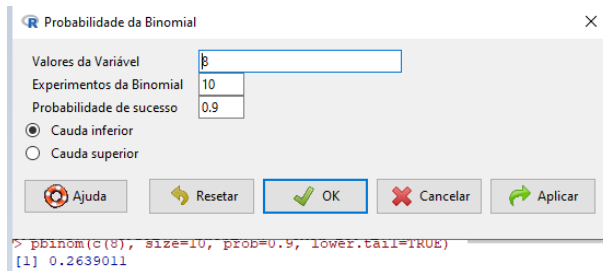 Probabilidade da Binomial
Valores da Variável 8
Experimentos da Binomial 10
Probabilidade de sucesso 0.9
Cauda inferior
Cauda superior
Ajuda Resetar OK Cancelar Aplicar
> pbinom(c(8), size=10, prob=0.9, lower.tail=TRUE)
[1] 0.2639011